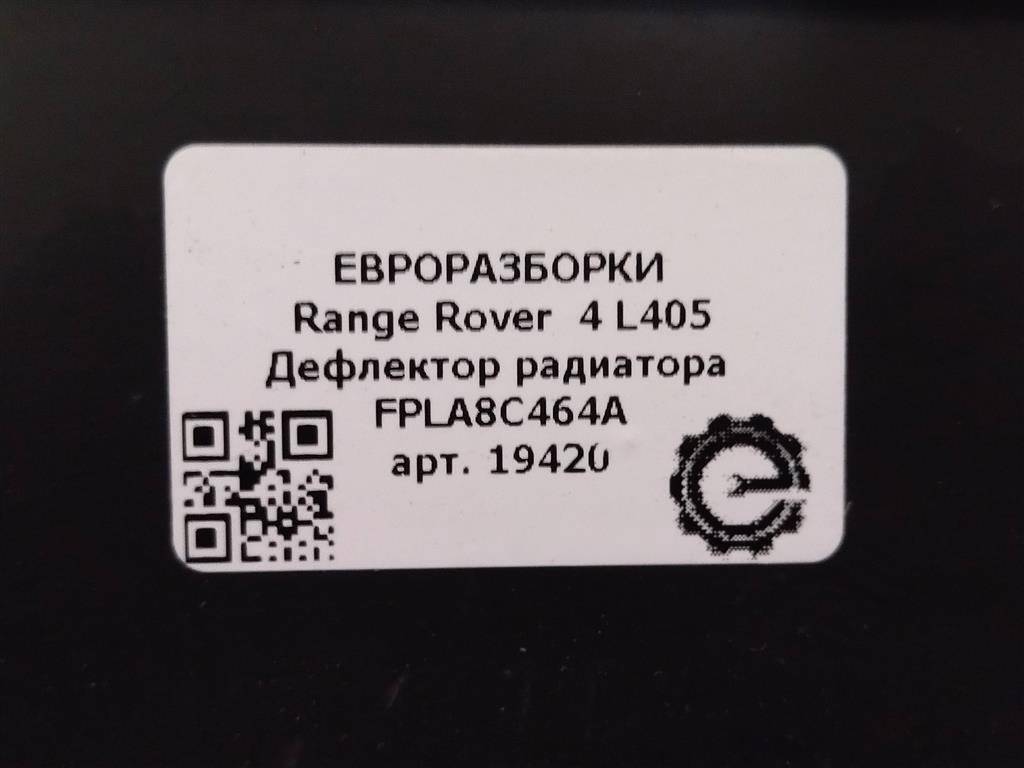 ЕВРОРАЗБОРКИ
Range Rover 4 L405
Дефлектор радиатора
FPLA8C464A
арт. 19420